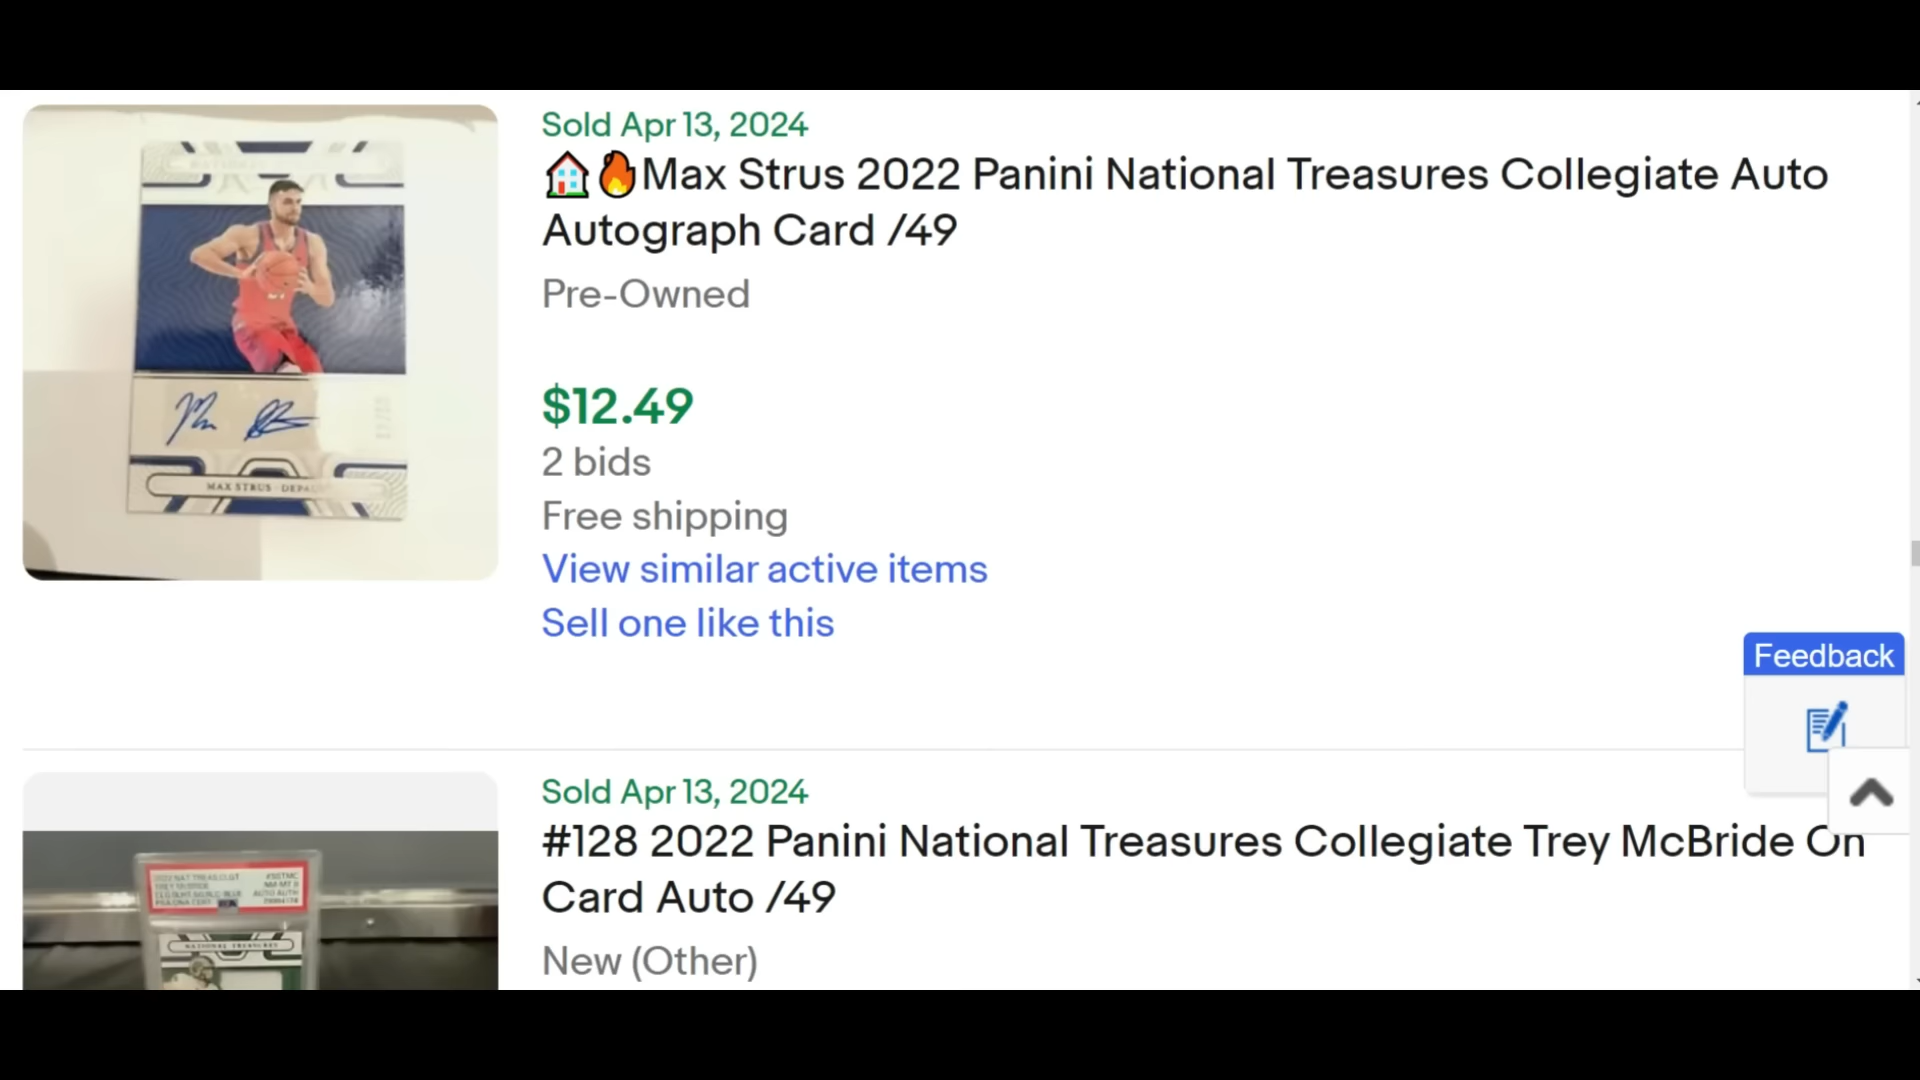 Sold Apr 13, 2024
🏠🔥Max Strus 2022 Panini National Treasures Collegiate Auto
Autograph Card /49
Pre-Owned
$12.49
2 bids
Free shipping
View similar active items
Sell one like this
MAX STRUS
Feedback
Sold Apr 13, 2024
#128 2022 Panini National Treasures Collegiate Trey McBride On
Card Auto /49
New (Other)
NATIONAL TREASURES